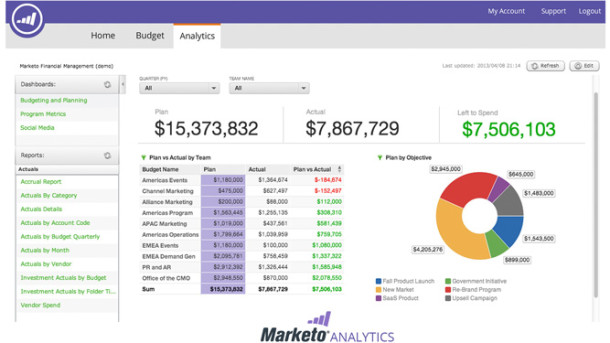 My Account Support Logout
Home Budget Analytics
Marketo Financial Management (demo)
Last updated: 2013/04/08 21:14 Refresh Edit
Dashboards:
Budgeting and Planning
Program Metrics
Social Media
Reports:
Actuals
Accrual Report
Actuals By Category
Actuals Details
Actuals by Account Code
Actuals by Budget Quarterly
Actuals by Month
Actuals by Vendor
Investment Actuals by Budget
Investment Actuals by Folder Ti...
Vendor Spend
QUARTER (FY) TEAM NAME
All All
Plan Actual Left to Spend
$15,373,832 $7,867,729 $7,506,103
Plan vs Actual by Team
Budget Name Plan Actual Plan vs Actual
Americas Events $1,180,000 $1,364,674 $-184,674
Channel Marketing $475,000 $627,497 $-152,497
Alliance Marketing $200,000 $88,000 $112,000
Americas Program $1,563,445 $1,255,135 $308,310
APAC Marketing $1,019,000 $437,561 $581,439
Americas Operations $1,799,664 $1,039,959 $759,705
EMEA Events $1,180,000 $100,000 $1,080,000
EMEA Demand Gen $2,095,781 $758,459 $1,337,322
PR and AR $2,912,392 $1,326,444 $1,585,948
Office of the CMO $2,948,550 $870,000 $2,078,550
Sum $15,373,832 $7,867,729 $7,506,103
Plan by Objective
$2,945,000
$645,000
$1,483,000
$1,543,500
$899,000
$4,205,276
Fall Product Launch Government Initiative
New Market Re-Brand Program
SaaS Product Upsell Campaign
Marketo ANALYTICS